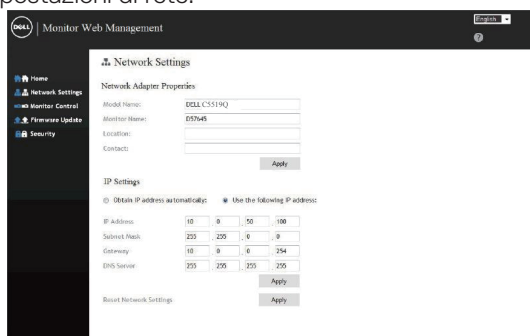 postazioni di rete.
DELL
Monitor Web Management
English
?
Home
Network Settings
Monitor Control
Firmware Update
Security
Network Settings
Network Adapter Properties
Model Name: DELL C5519Q
Monitor Name: D57645
Location:
Contact:
Apply
IP Settings
Obtain IP address automatically: Use the following IP address:
IP Address 10 0 50 100
Subnet Mask 255 255 0 0
Gateway 10 0 0 254
DNS Server 255 255 255 255
Apply
Reset Network Settings Apply